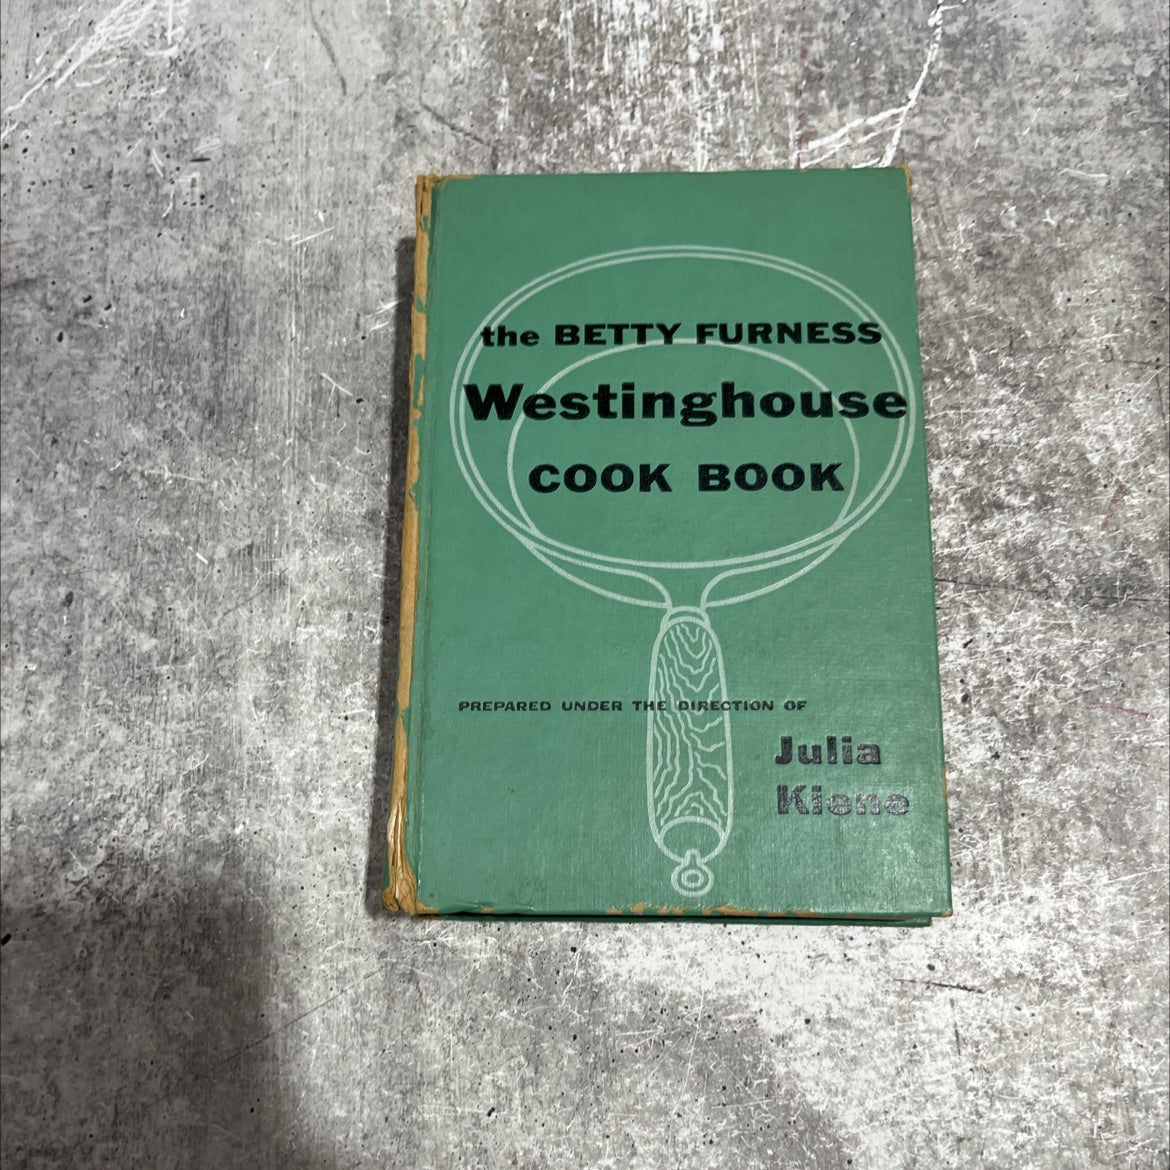 the BETTY FURNESS
Westinghouse
COOK BOOK
PREPARED UNDER THE DIRECTION OF
Julia
Kiene